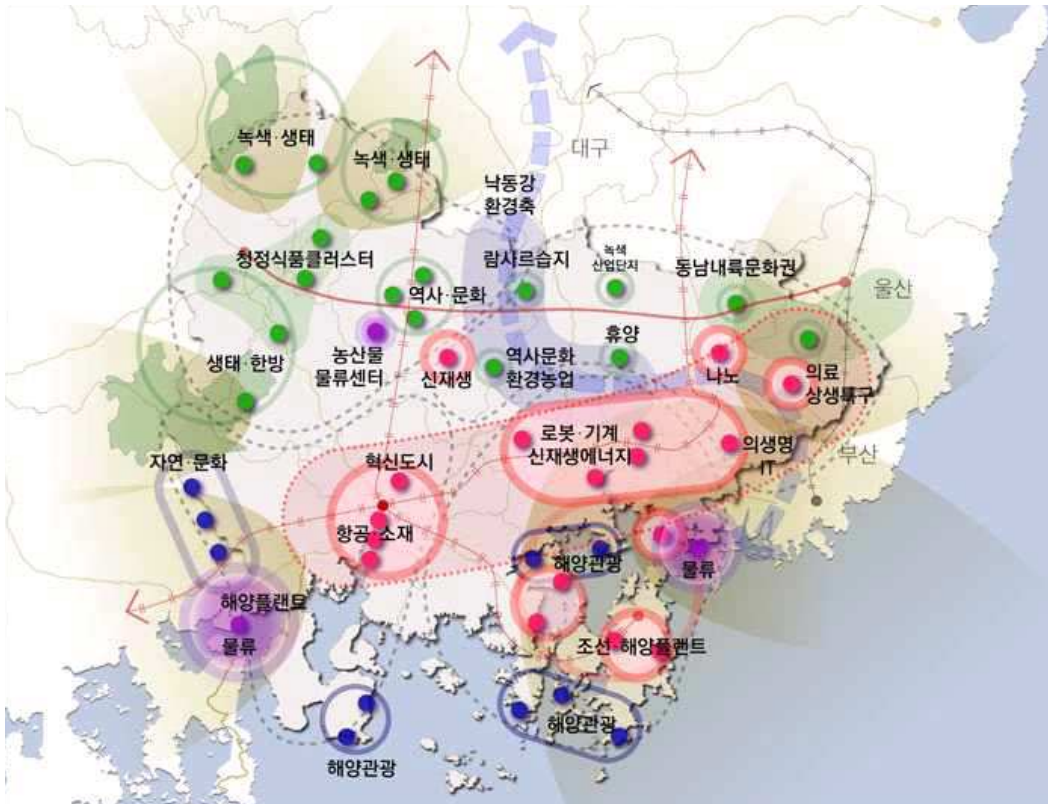 녹색·생태
녹색·생태
대구
낙동강
환경축
청정식품클러스터
람사르습지
녹색
산업단지
동남내륙문화권
울산
역사·문화
농산물
물류센터
신재생
역사문화
환경농업
휴양
나노
의료
상생특구
생태·한방
로봇·기계
신재생에너지
의생명
IT
부산
자연·문화
혁신도시
항공·소재
해양관광
물류
해양플랜트
물류
조선·해양플랜트
해양관광
해양관광